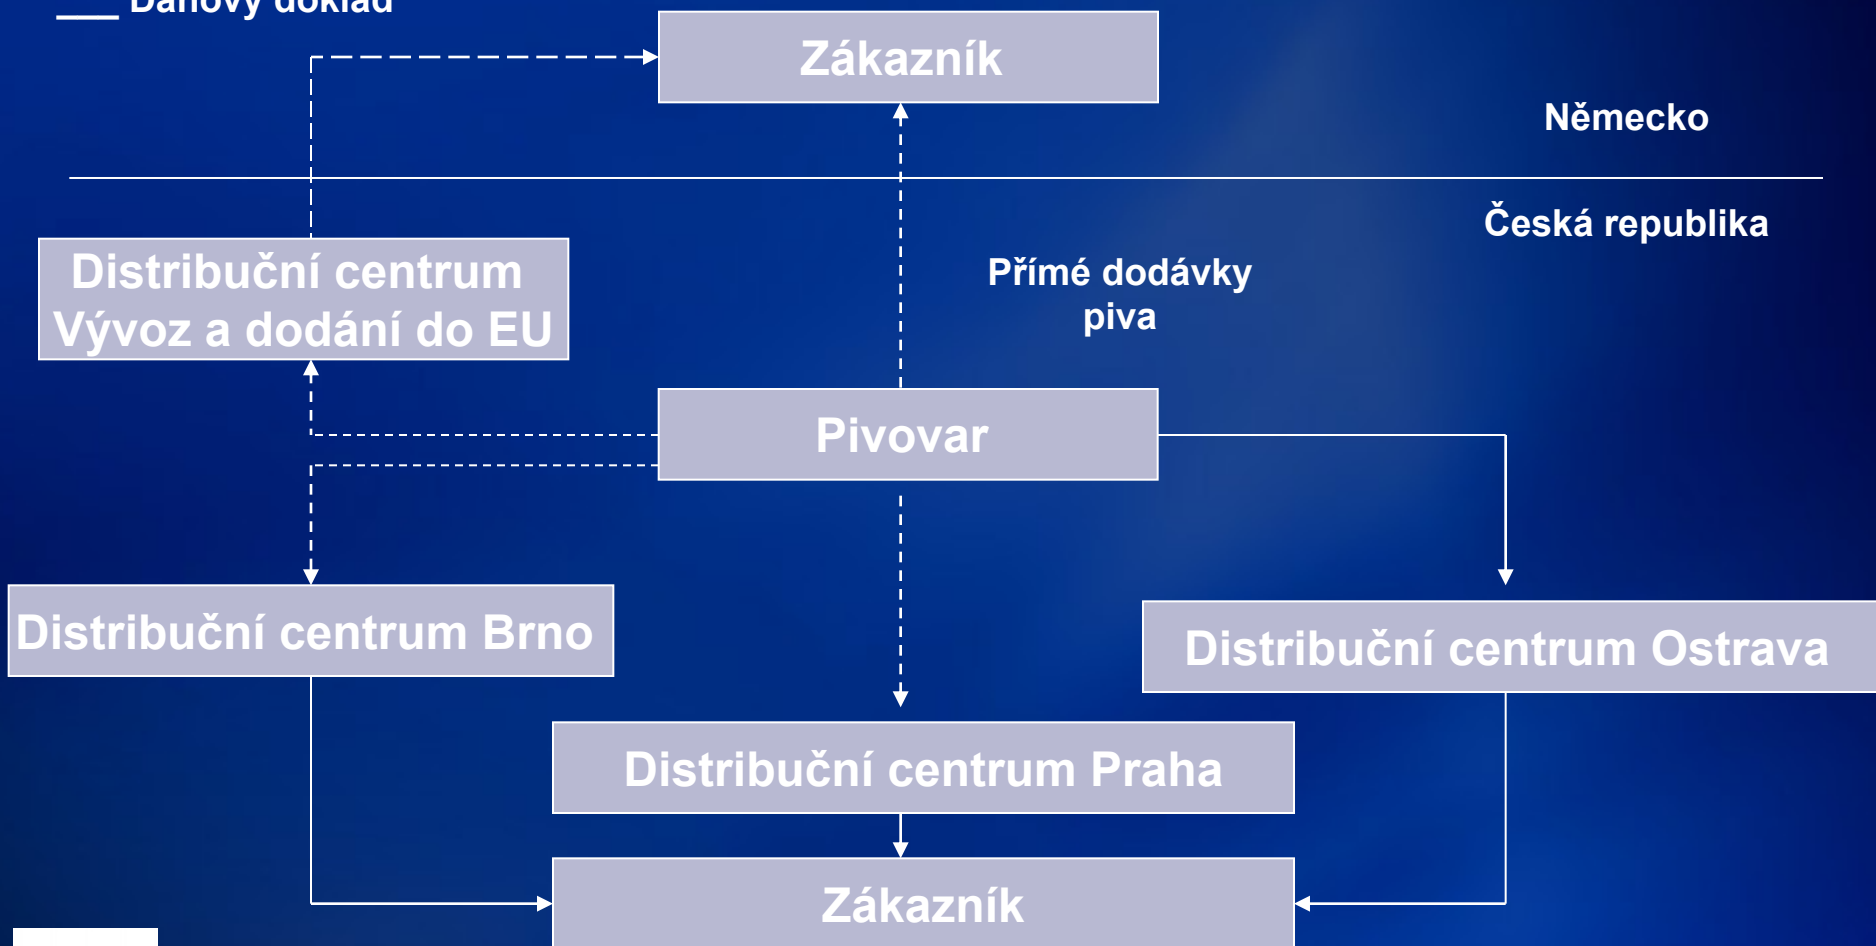 ___ Daňový doklad
Zákazník
Německo
Česká republika
Distribuční centrum
Vývoz a dodání do EU
Přímé dodávky
piva
Pivovar
Distribuční centrum Brno
Distribuční centrum Ostrava
Distribuční centrum Praha
Zákazník